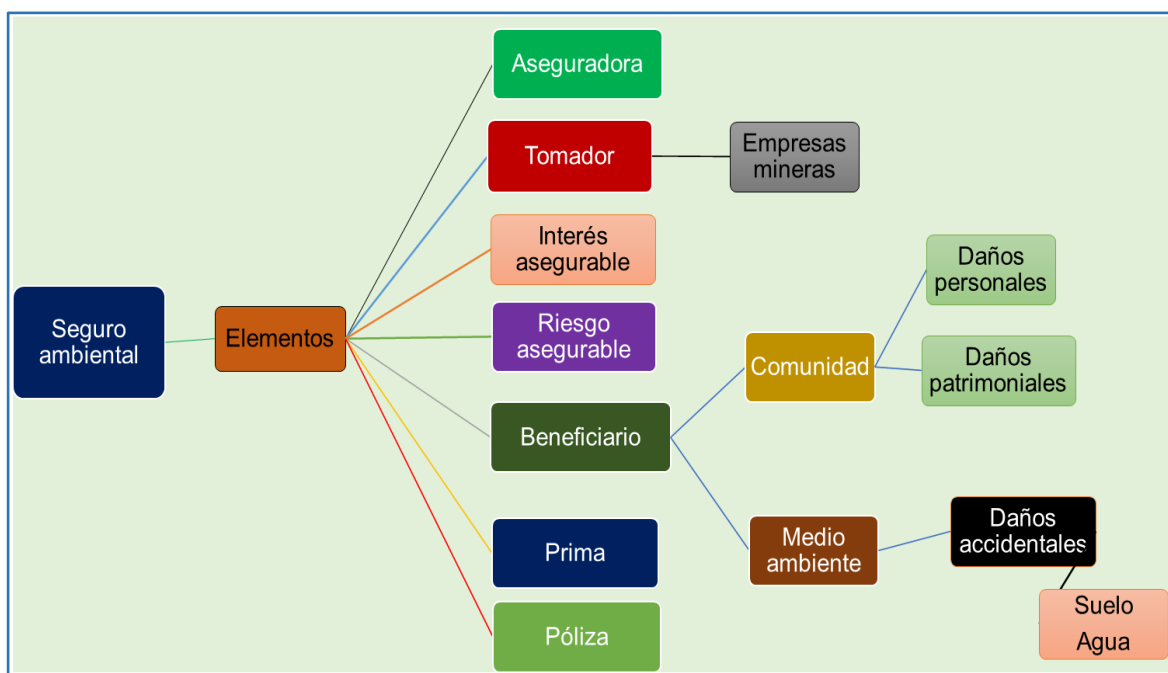 Aseguradora
Tomador
Empresas
mineras
Interés
asegurable
Daños
personales
Seguro
ambiental
Elementos
Riesgo
asegurable
Comunidad
Daños
patrimoniales
Beneficiario
Prima
Medio
ambiente
Daños
accidentales
Póliza
Suelo
Agua